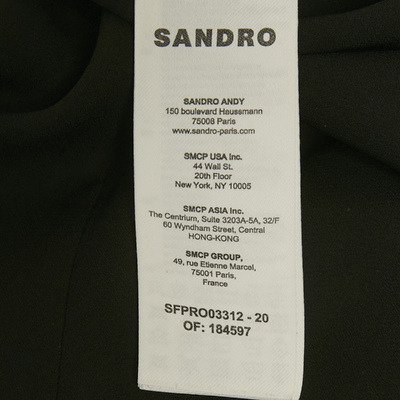 SANDRO
SANDRO ANDY
150 boulevard Haussmann
75008 Paris
www.sandro-paris.com
SMCP USA Inc.
44 Wall St.
20th Floor
New York, NY 10005
SMCP ASIA Inc.
The Centrium, Suite 3203A-5A, 32/F
60 Wyndham Street, Central
HONG-KONG
SMCP GROUP,
49, rue Etienne Marcel,
75001 Paris,
France
SFPRO03312 - 20
OF: 184597